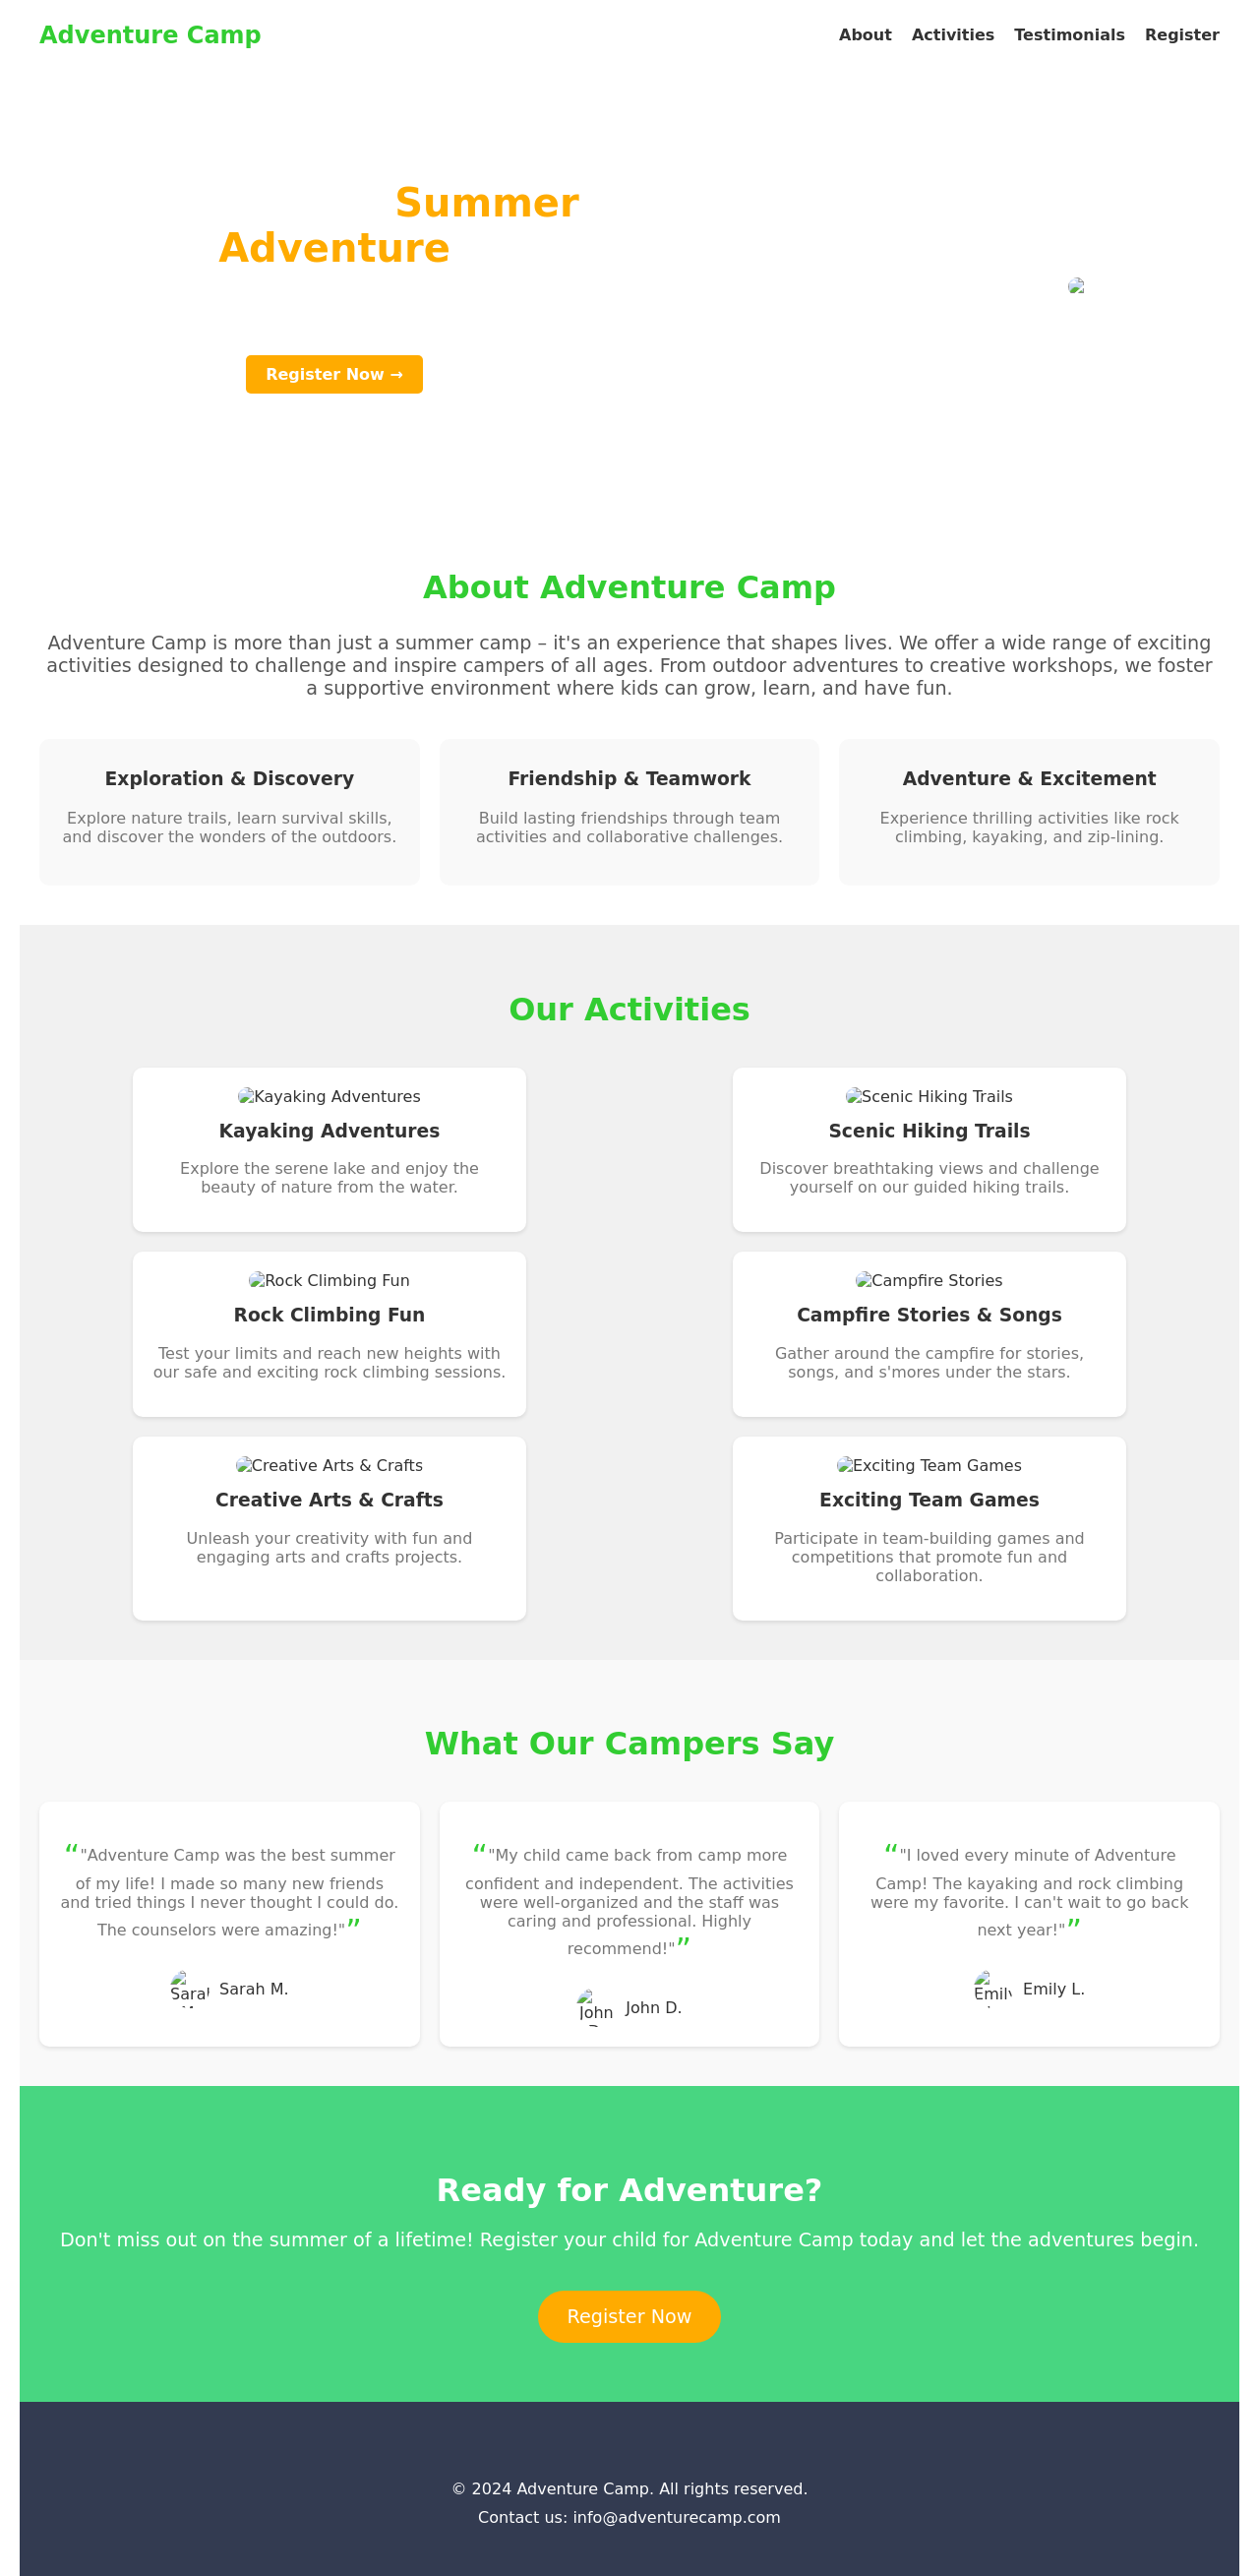 Adventure Camp
About Activities Testimonials Register
Summer
Adventure
Register Now →
About Adventure Camp
Adventure Camp is more than just a summer camp – it's an experience that shapes lives. We offer a wide range of exciting
activities designed to challenge and inspire campers of all ages. From outdoor adventures to creative workshops, we foster
a supportive environment where kids can grow, learn, and have fun.
Exploration & Discovery
Explore nature trails, learn survival skills,
and discover the wonders of the outdoors.
Friendship & Teamwork
Build lasting friendships through team
activities and collaborative challenges.
Adventure & Excitement
Experience thrilling activities like rock
climbing, kayaking, and zip-lining.
Our Activities
Kayaking Adventures
Kayaking Adventures
Explore the serene lake and enjoy the
beauty of nature from the water.
Scenic Hiking Trails
Scenic Hiking Trails
Discover breathtaking views and challenge
yourself on our guided hiking trails.
Rock Climbing Fun
Rock Climbing Fun
Test your limits and reach new heights with
our safe and exciting rock climbing sessions.
Campfire Stories
Campfire Stories & Songs
Gather around the campfire for stories,
songs, and s'mores under the stars.
Creative Arts & Crafts
Creative Arts & Crafts
Unleash your creativity with fun and
engaging arts and crafts projects.
Exciting Team Games
Exciting Team Games
Participate in team-building games and
competitions that promote fun and
collaboration.
What Our Campers Say
“"Adventure Camp was the best summer
of my life! I made so many new friends
and tried things I never thought I could do.
The counselors were amazing!"”
Sarah M.
“"My child came back from camp more
confident and independent. The activities
were well-organized and the staff was
caring and professional. Highly
recommend!"”
John
John D.
“"I loved every minute of Adventure
Camp! The kayaking and rock climbing
were my favorite. I can't wait to go back
next year!"”
Emily
Emily L.
Ready for Adventure?
Don't miss out on the summer of a lifetime! Register your child for Adventure Camp today and let the adventures begin.
Register Now
© 2024 Adventure Camp. All rights reserved.
Contact us: info@adventurecamp.com